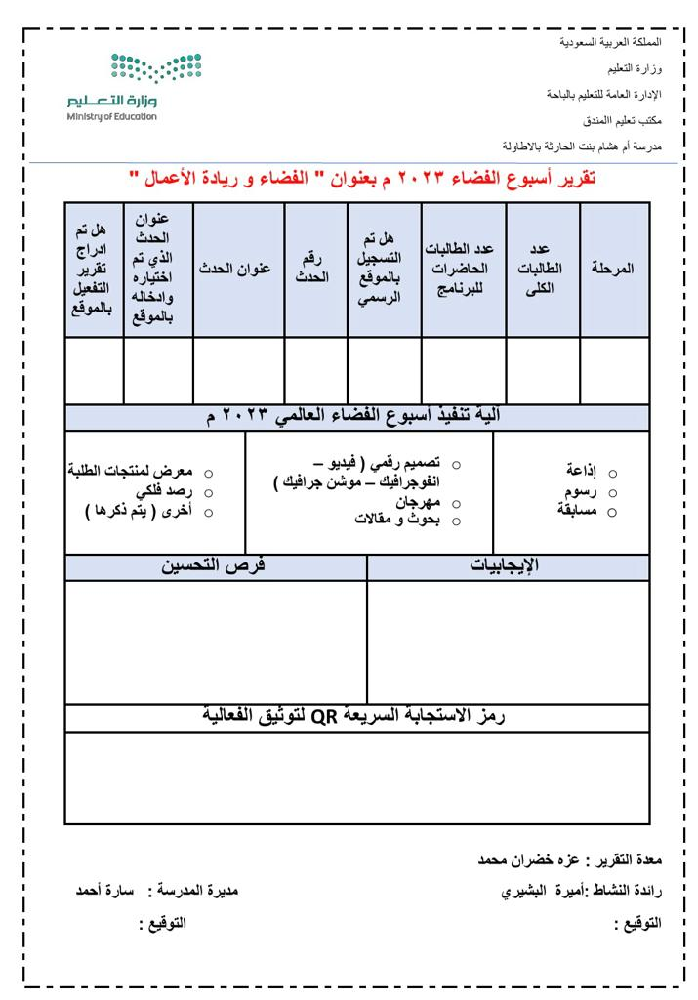 المملكة العربية السعودية
وزارة التعليم
الإدارة العامة للتعليم بالباحة
مكتب تعليم االمندق
مدرسة أم هشام بنت الحارثة بالاطاولة
وزارة التعـــليم
Ministry of Education
تقرير أسبوع الفضاء ٢٠٢٣ م بعنوان " الفضاء و ريادة الأعمال "
المرحلة
عدد
الطالبات
الكلى
عدد الطالبات
الحاضرات
للبرنامج
هل تم
التسجيل
بالموقع
الرسمي
رقم
الحدث
عنوان الحدث
عنوان
الحدث
الذي تم
اختياره
وادخاله
بالموقع
هل تم
ادراج
تقرير
التفعيل
بالموقع
آلية تنفيذ أسبوع الفضاء العالمي ٢٠٢٣ م
○ إذاعة
○ رسوم
○ مسابقة
○ تصميم رقمي ( فيديو –
انفوجرافيك – موشن جرافيك )
○ مهرجان
○ بحوث و مقالات
○ معرض لمنتجات الطلبة
○ رصد فلكي
○ أخرى ( يتم ذكرها )
الإيجابيات
فرص التحسين
رمز الاستجابة السريعة QR لتوثيق الفعالية
معدة التقرير : عزه خضران محمد
رائدة النشاط :أميرة البشيري
مديرة المدرسة : سارة أحمد
التوقيع :
التوقيع :